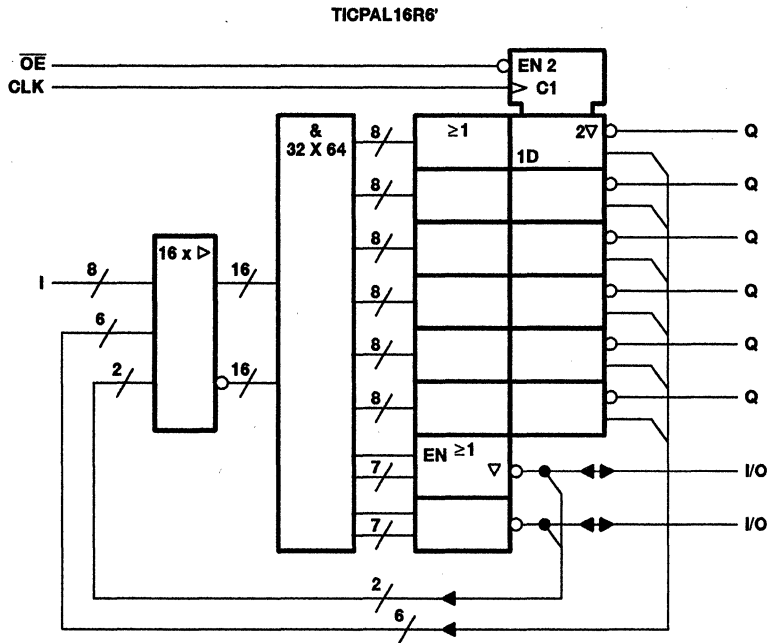 TICPAL16R6'
OE
CLK
EN 2
C1
&
32 X 64
8
≥1
2▽
1D
Q
8
Q
8
Q
16 x ▷
I
8
16
8
Q
6
8
Q
2
16
8
Q
EN ≥1
▽
7
I/O
7
I/O
2
6